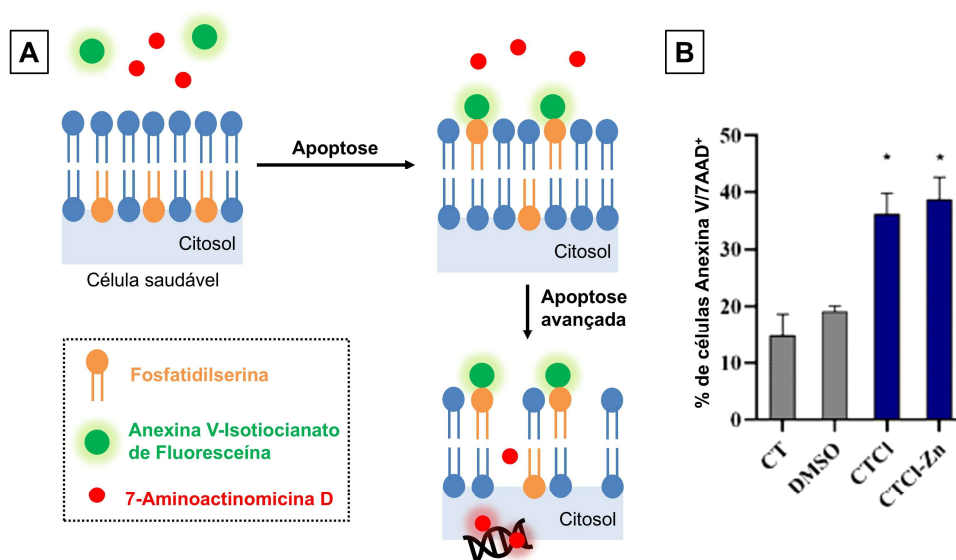 A
Apoptose
Citosol
Célula saudável
Citosol
Apoptose
avançada
Fosfatidilserina
Anexina V-Isotiocianato
de Fluoresceína
7-Aminoactinomicina D
Citosol
B
% de células Anexina V/7AAD⁺
50
40
30
20
10
0
*
*
CT
DMSO
CTCl
CTCl-Zn